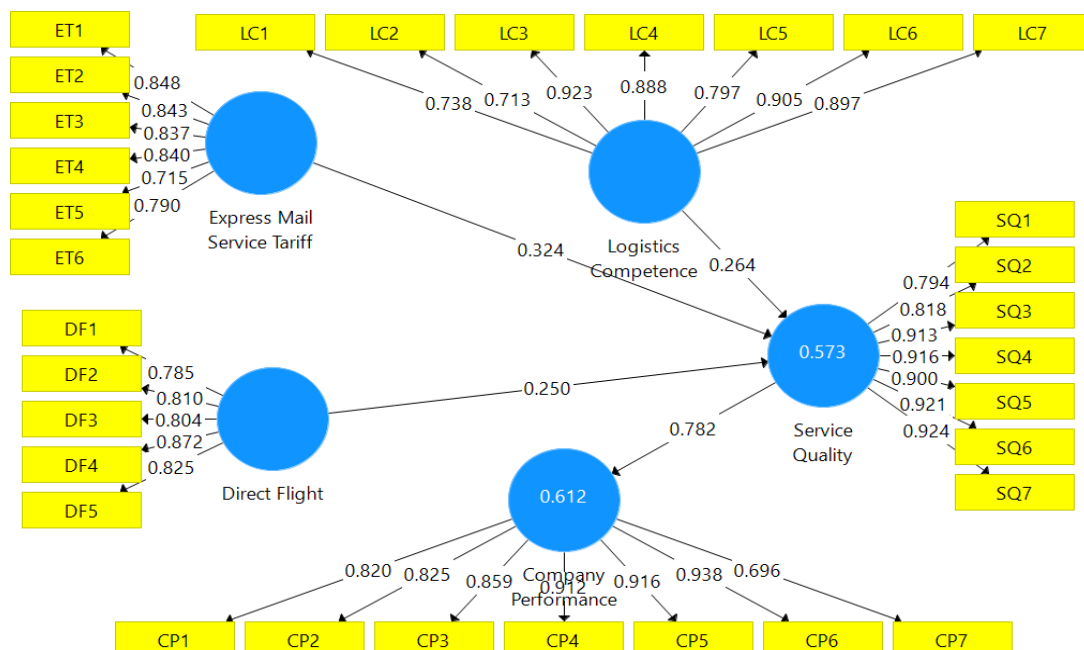 ET1
ET2
ET3
ET4
ET5
ET6
0.848
0.843
0.837
0.840
0.715
0.790
Express Mail
Service Tariff
LC1
LC2
LC3
LC4
LC5
LC6
LC7
0.738
0.713
0.923
0.888
0.797
0.905
0.897
Logistics
Competence
0.324
0.264
0.250
DF1
DF2
DF3
DF4
DF5
0.785
0.810
0.804
0.872
0.825
Direct Flight
0.573
Service
Quality
SQ1
SQ2
SQ3
SQ4
SQ5
SQ6
SQ7
0.794
0.818
0.913
0.916
0.900
0.921
0.924
0.782
0.612
Company
Performance
0.820
0.825
0.859
0.912
0.916
0.938
0.696
CP1
CP2
CP3
CP4
CP5
CP6
CP7